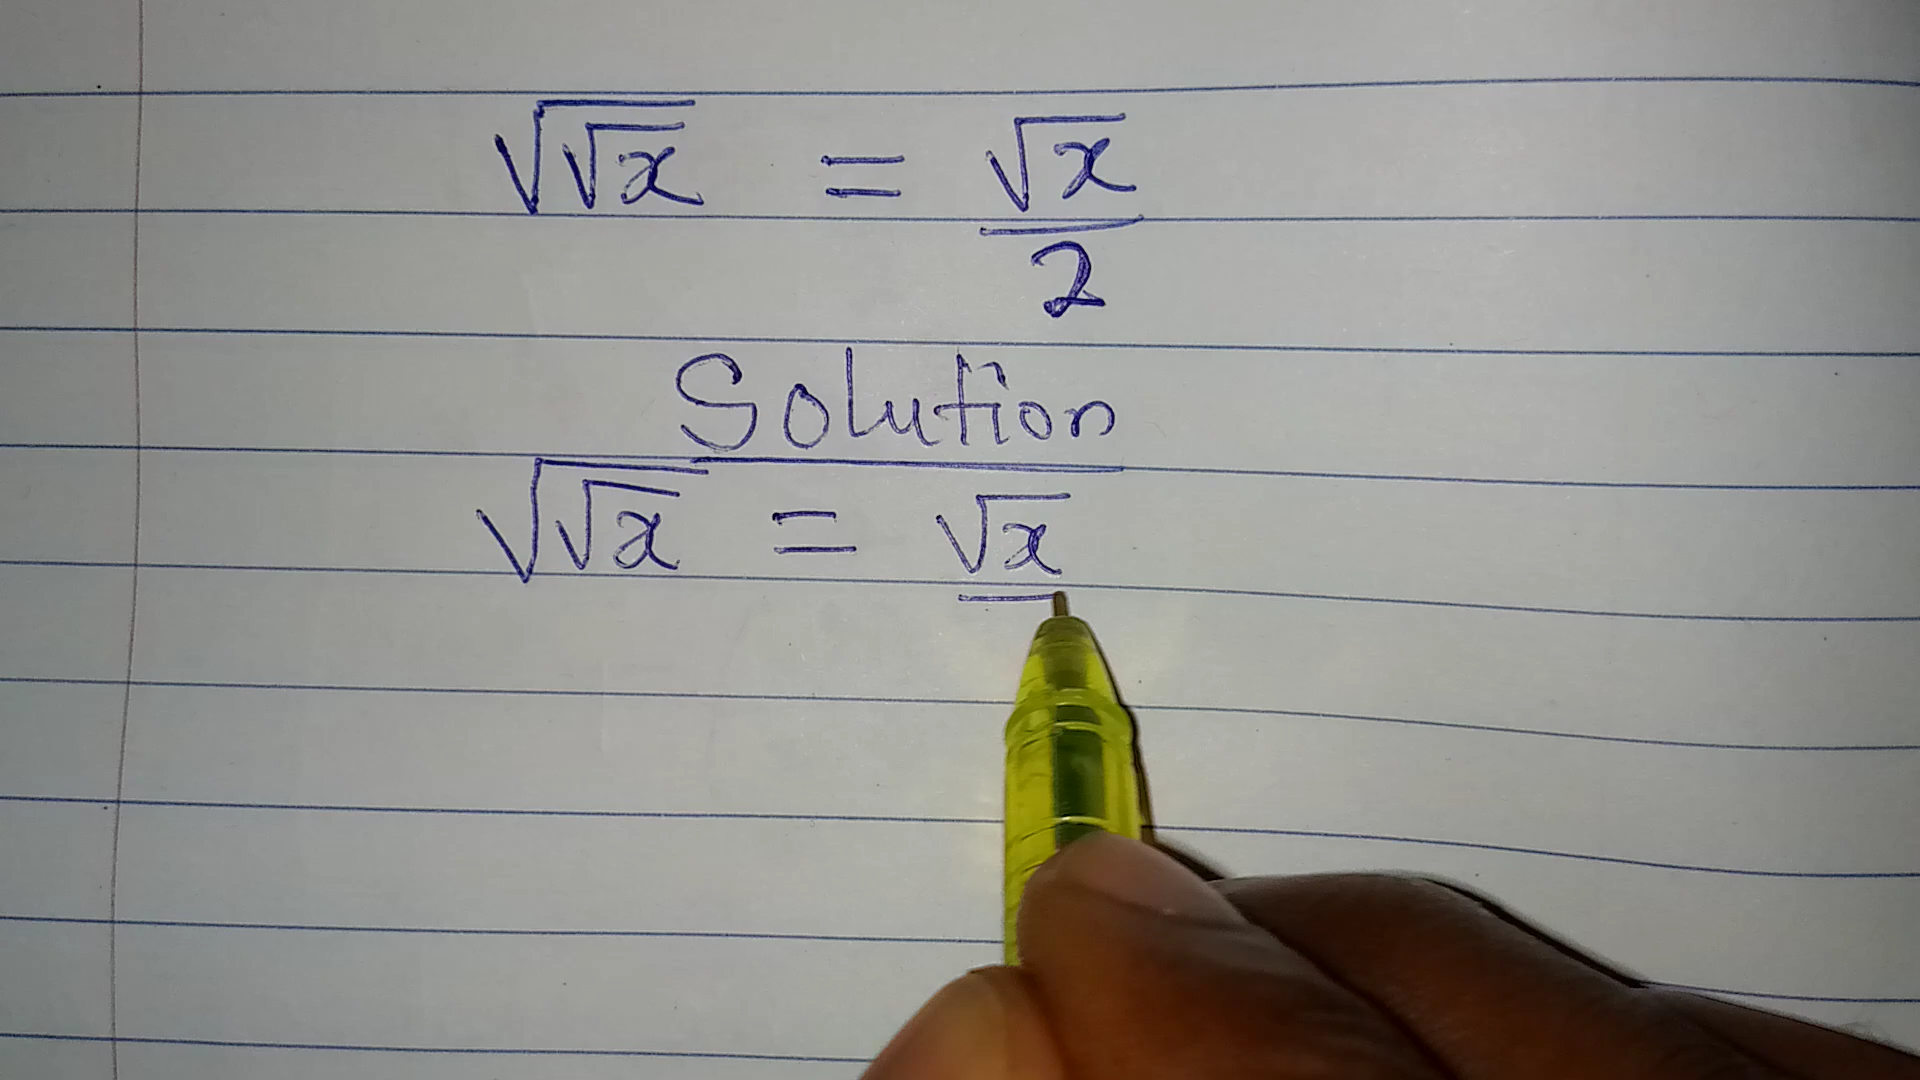 √√x = √x/2
Solution
√√x = √x